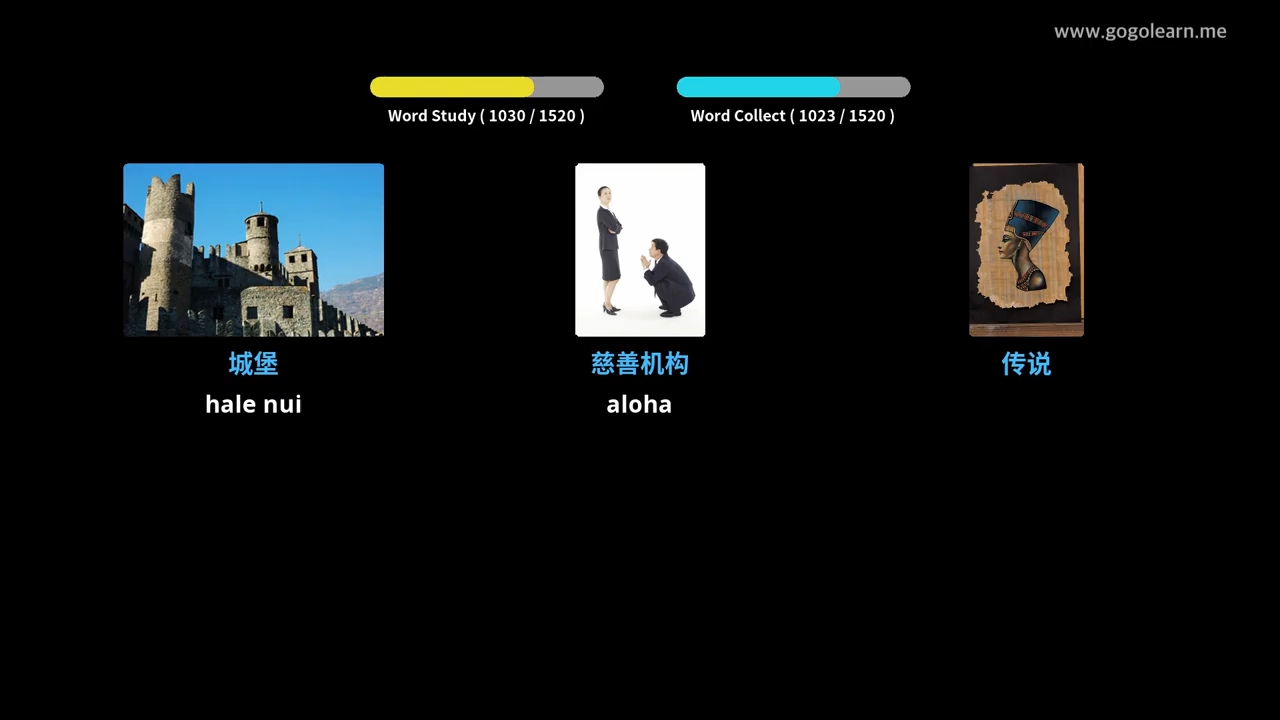 www.gogolearn.me
Word Study ( 1030 / 1520 )
Word Collect ( 1023 / 1520 )
城堡
慈善机构
传说
hale nui
aloha